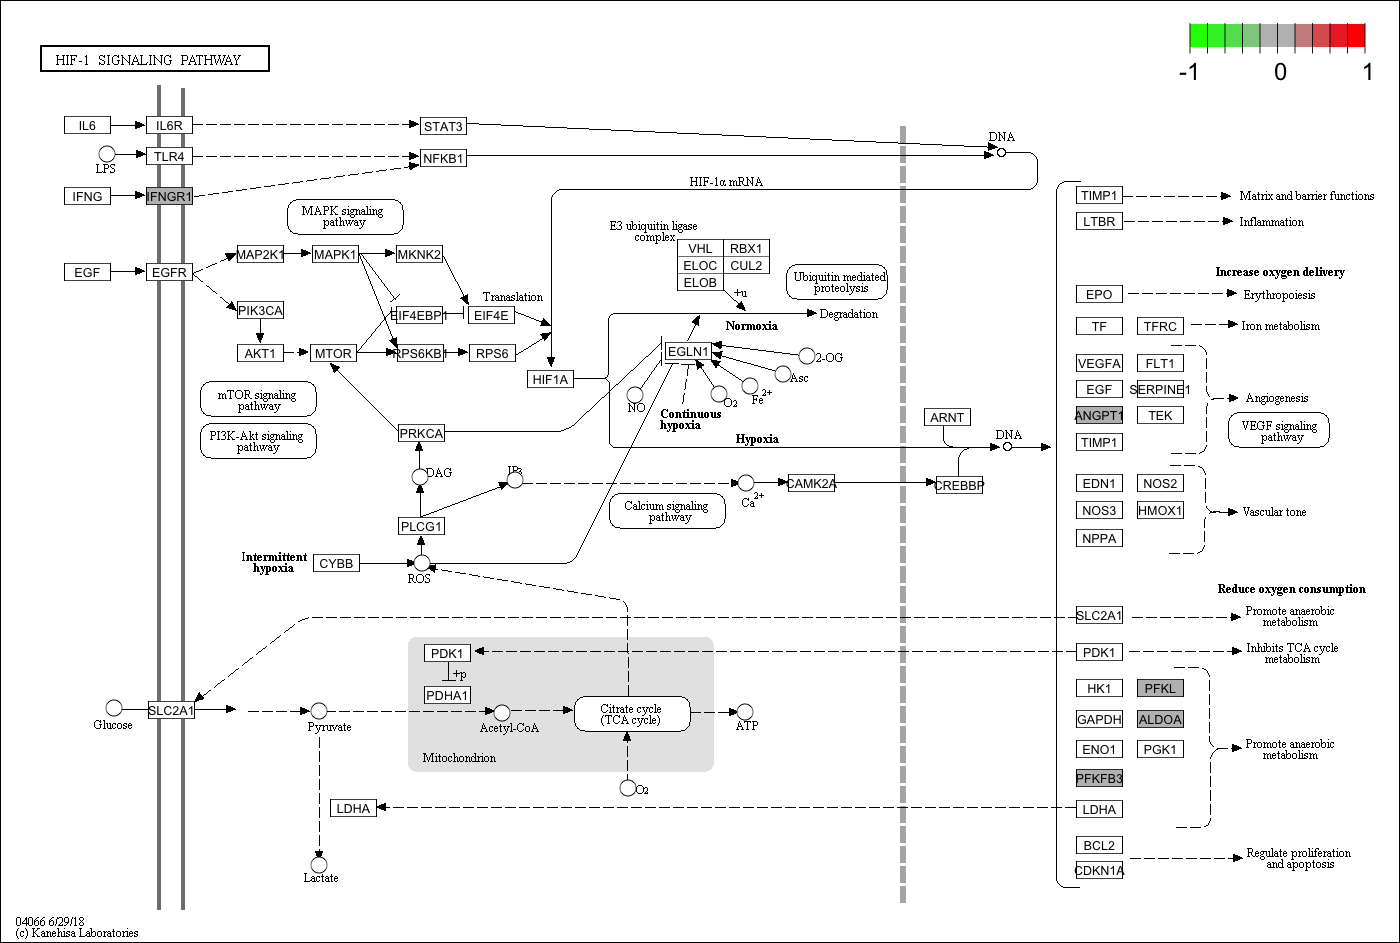 HIF-1 SIGNALING PATHWAY
-1 0 1
IL6
IL6R
STAT3
DNA
LPS
TLR4
NFKB1
IFNG
IFNGR1
HIF-1α mRNA
MAPK signaling
pathway
EGF
EGFR
MAP2K1
MAPK1
MKNK2
PIK3CA
EIF4EBP1
EIF4E
Translation
AKT1
MTOR
RPS6KB1
RPS6
HIF1A
mTOR signaling
pathway
PI3K-Akt signaling
pathway
E3 ubiquitin ligase
complex
VHL
RBX1
ELOC
CUL2
ELOB
+u
Ubiquitin mediated
proteolysis
Degradation
Normoxia
EGLN1
2-OG
Asc
Fe2+
O2
NO
Continuous
hypoxia
Hypoxia
PRKCA
DAG
IP3
PLCG1
Intermittent
hypoxia
CYBB
ROS
Calcium signaling
pathway
Ca2+
CAMK2A
ARNT
CREBBP
DNA
Glucose
SLC2A1
Pyruvate
PDK1
+p
PDHA1
Acetyl-CoA
Citrate cycle
(TCA cycle)
ATP
Mitochondrion
O2
LDHA
Lactate
TIMP1
Matrix and barrier functions
LTBR
Inflammation
Increase oxygen delivery
EPO
Erythropoiesis
TF
TFRC
Iron metabolism
VEGFA
FLT1
EGF
SERPINE1
ANGPT1
TEK
TIMP1
Angiogenesis
VEGF signaling
pathway
EDN1
NOS2
NOS3
HMOX1
NPPA
Vascular tone
Reduce oxygen consumption
SLC2A1
Promote anaerobic
metabolism
PDK1
Inhibits TCA cycle
metabolism
HK1
PFKL
GAPDH
ALDOA
ENO1
PGK1
PFKFB3
LDHA
Promote anaerobic
metabolism
BCL2
CDKN1A
Regulate proliferation
and apoptosis
04066 6/29/18
(c) Kanehisa Laboratories